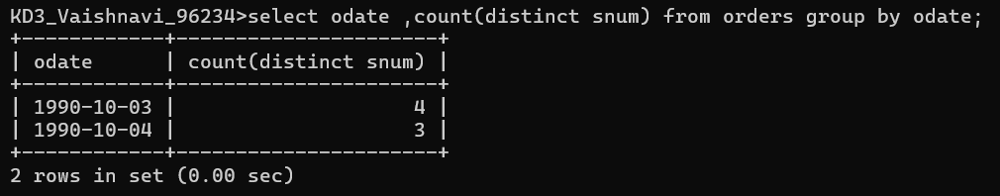 KD3_Vaishnavi_96234>select odate ,count(distinct snum) from orders group by odate;
+------------+----------------------+
| odate      | count(distinct snum) |
+------------+----------------------+
| 1990-10-03 |                    4 |
| 1990-10-04 |                    3 |
+------------+----------------------+
2 rows in set (0.00 sec)